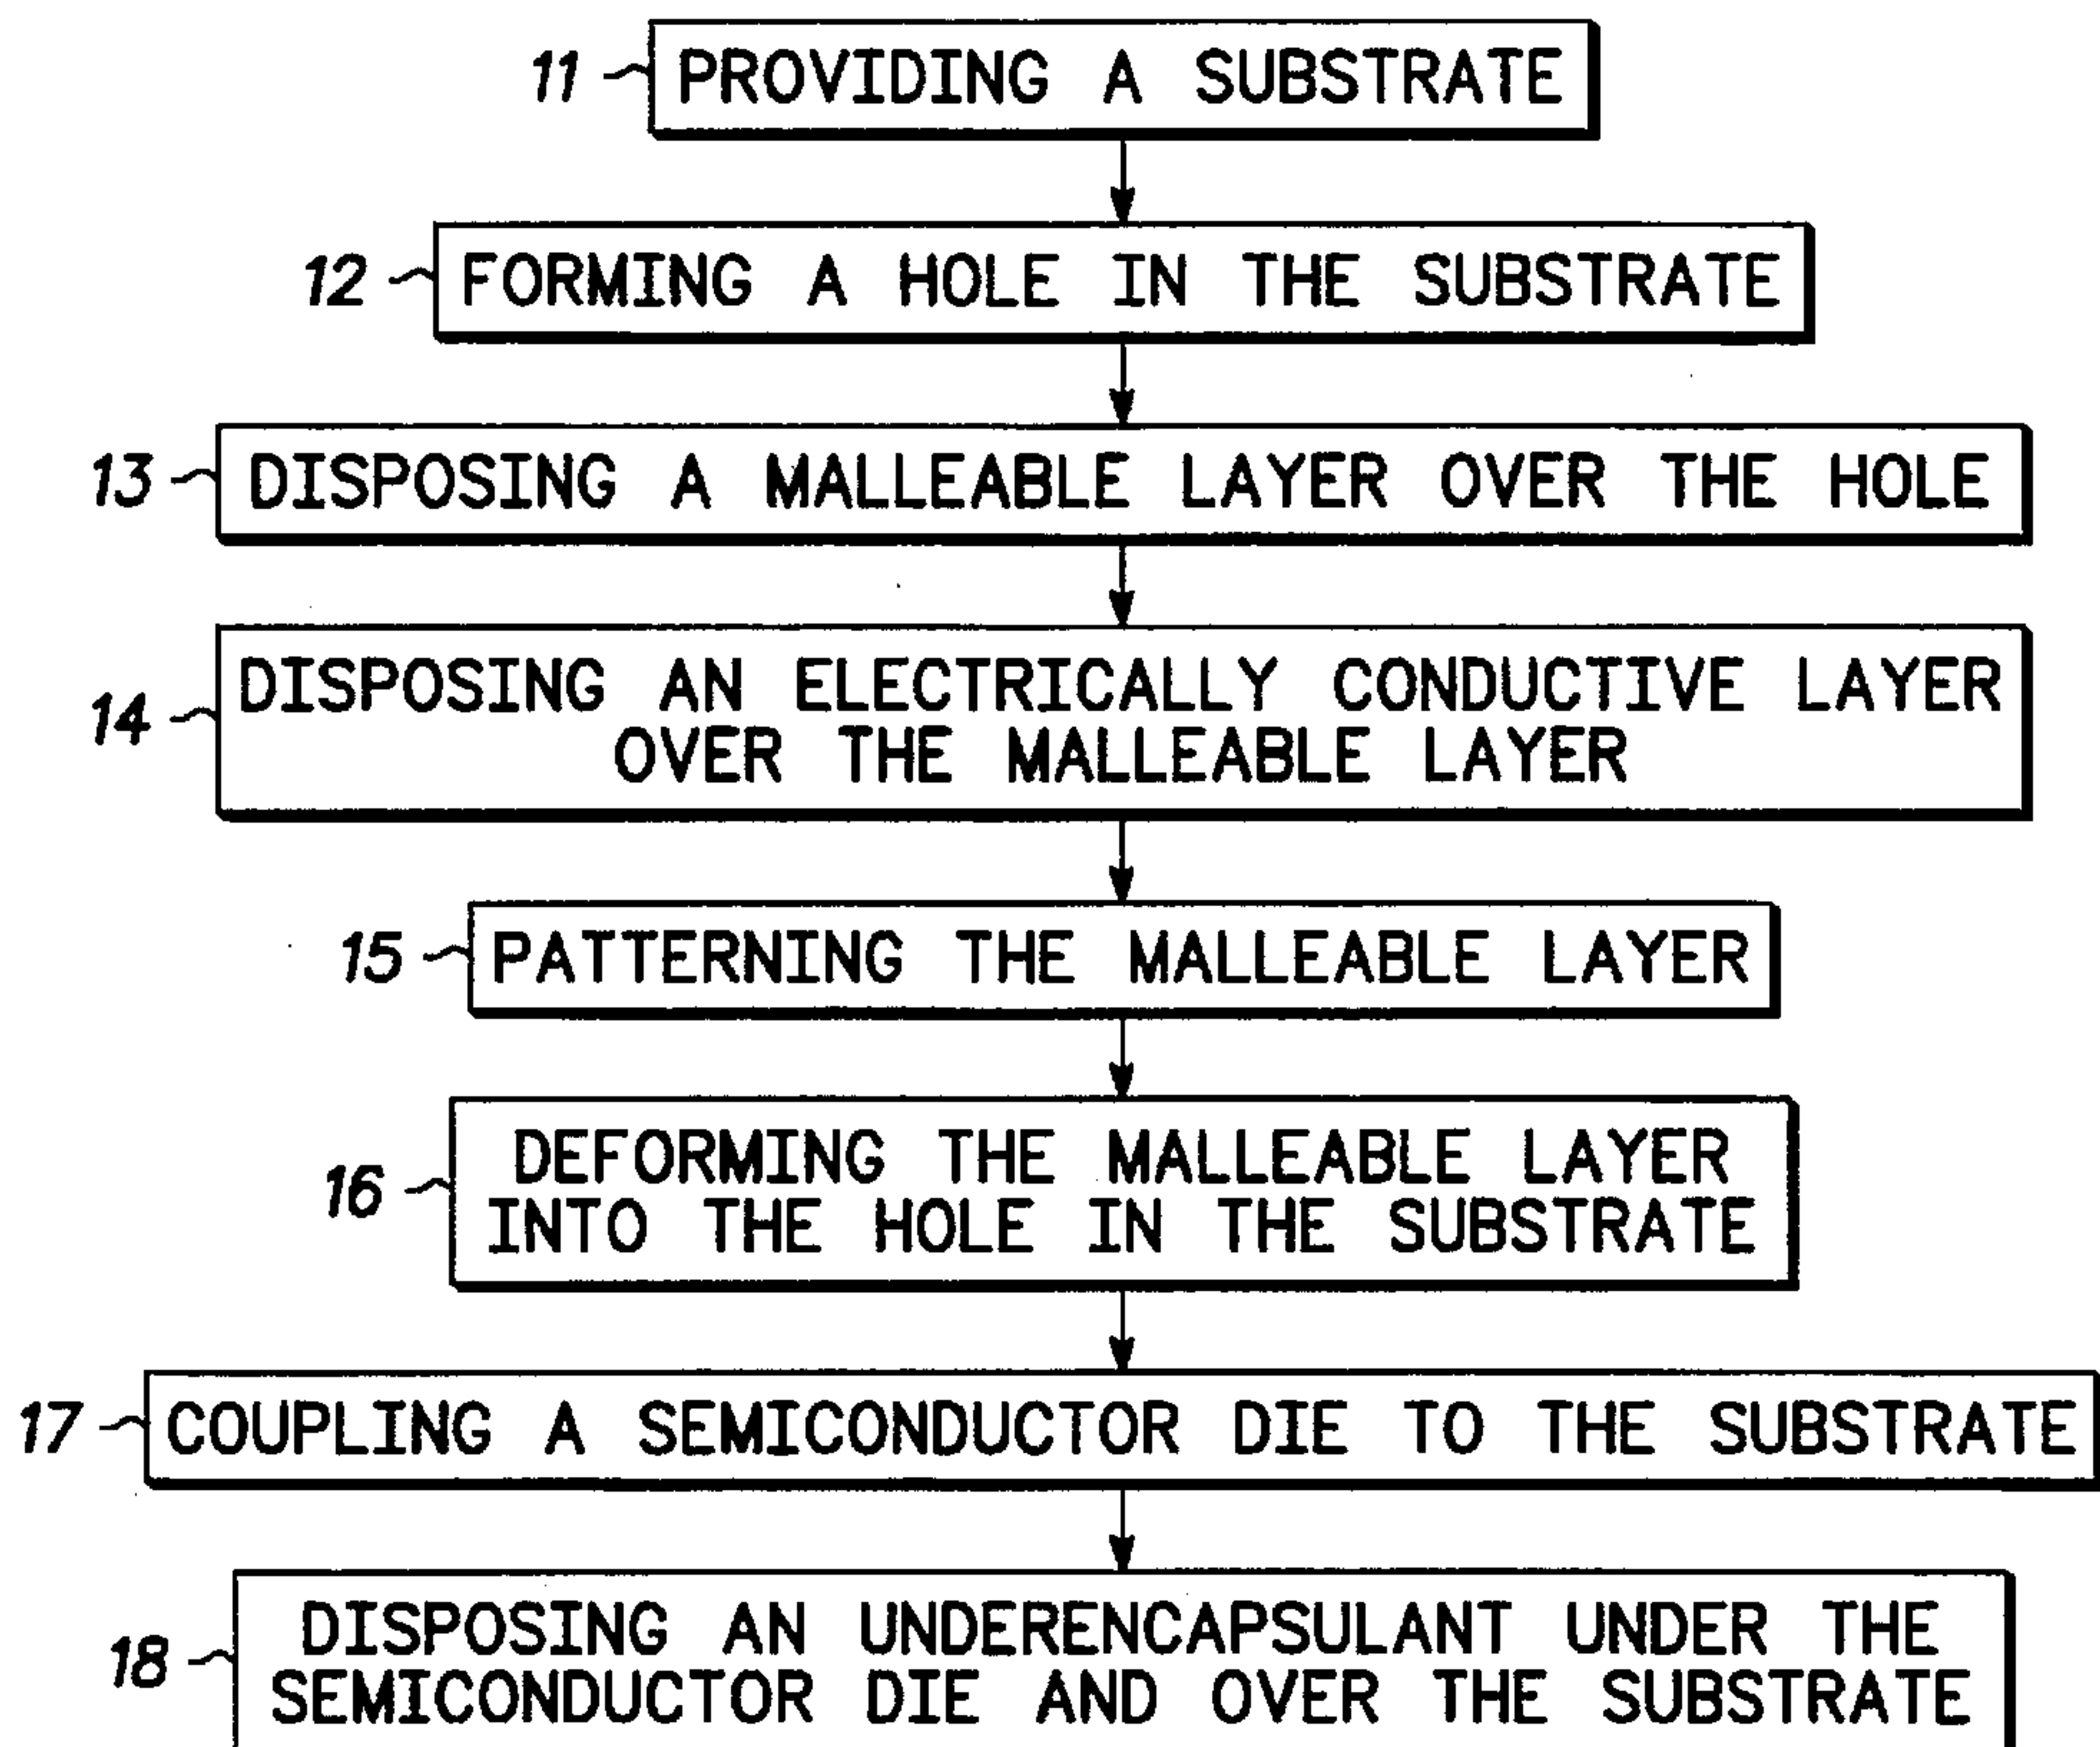 11 PROVIDING A SUBSTRATE
12 FORMING A HOLE IN THE SUBSTRATE
13 DISPOSING A MALLEABLE LAYER OVER THE HOLE
14 DISPOSING AN ELECTRICALLY CONDUCTIVE LAYER
OVER THE MALLEABLE LAYER
15 PATTERNING THE MALLEABLE LAYER
16 DEFORMING THE MALLEABLE LAYER
INTO THE HOLE IN THE SUBSTRATE
17 COUPLING A SEMICONDUCTOR DIE TO THE SUBSTRATE
18 DISPOSING AN UNDERENCAPSULANT UNDER THE
SEMICONDUCTOR DIE AND OVER THE SUBSTRATE